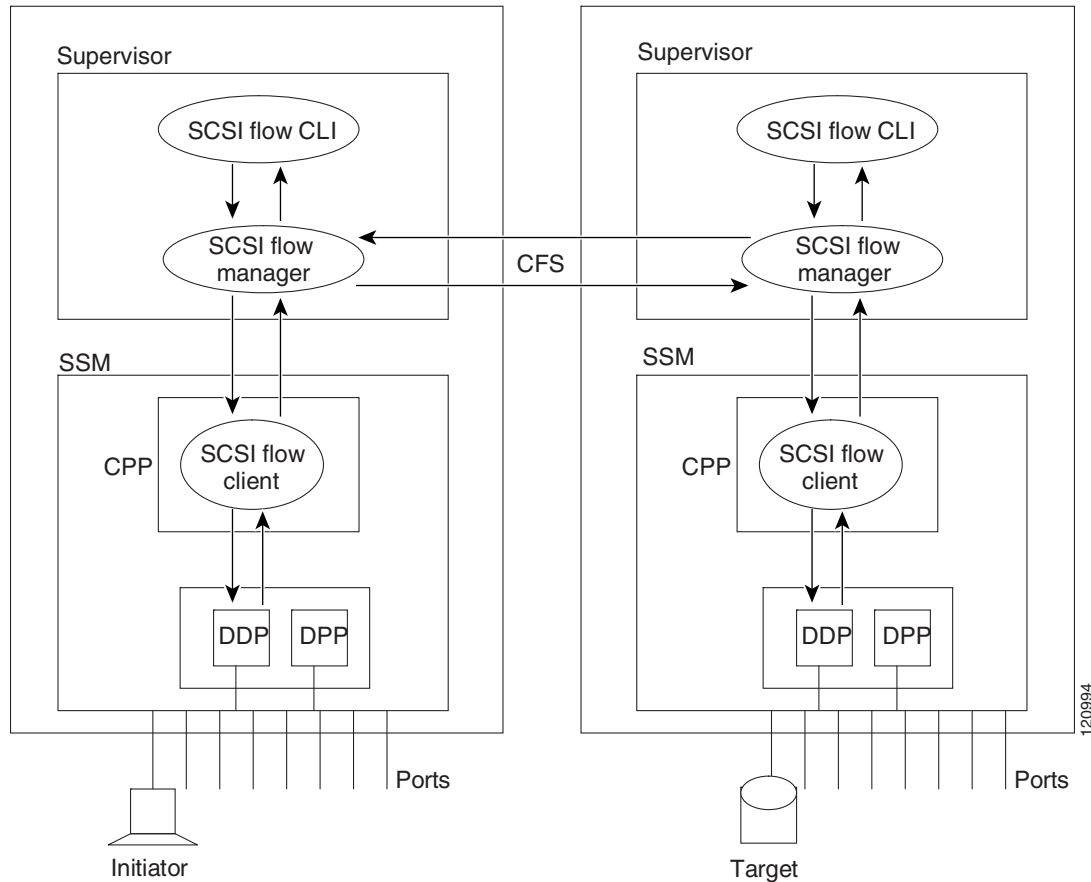 Supervisor
SCSI flow CLI
SCSI flow
manager
SSM
CPP
SCSI flow
client
DDP
DPP
Ports
Initiator
CFS
Supervisor
SCSI flow CLI
SCSI flow
manager
SSM
CPP
SCSI flow
client
DDP
DPP
Ports
Target
120994